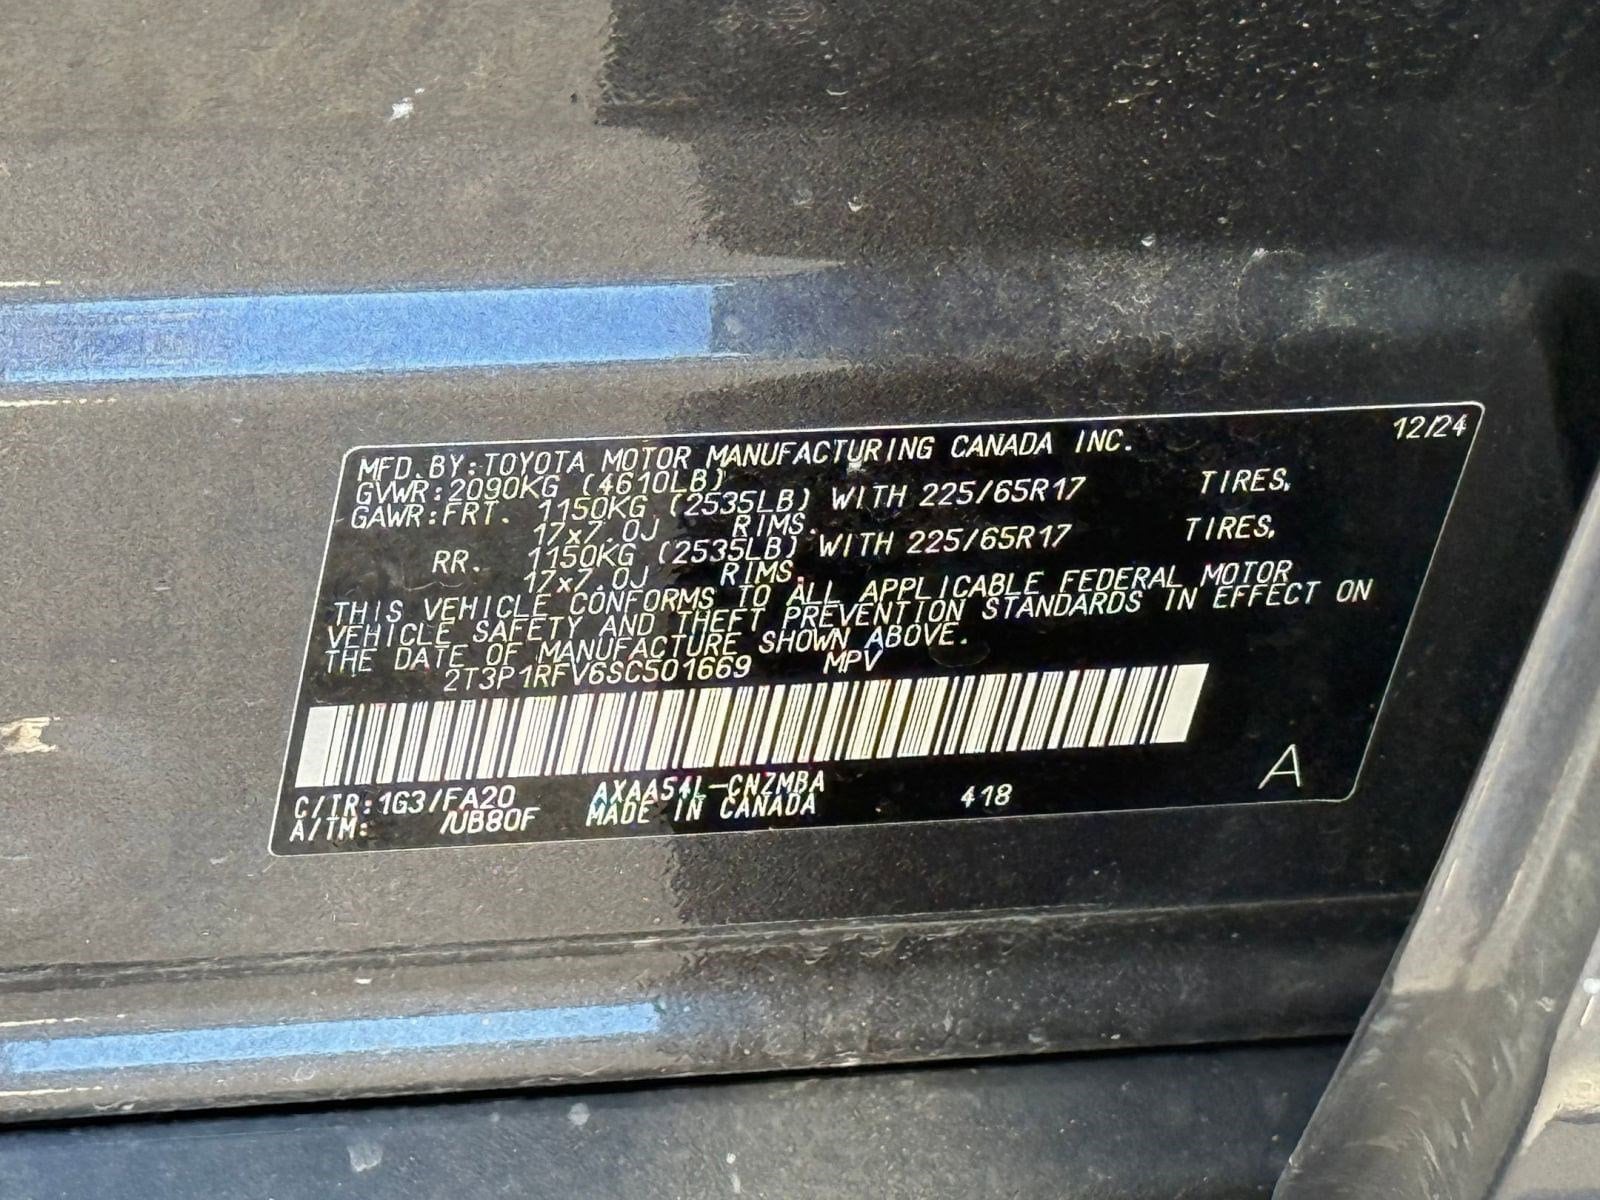 12/24
MFD.BY:TOYOTA MOTOR MANUFACTURING CANADA INC.
GVWR:2090KG (4610LB)
GAWR:FRT. 1150KG (2535LB) WITH 225/65R17 TIRES,
17x7.0J RIMS.
RR. 1150KG (2535LB) WITH 225/65R17 TIRES,
17x7.0J RIMS.
THIS VEHICLE CONFORMS TO ALL APPLICABLE FEDERAL MOTOR
VEHICLE SAFETY AND THEFT PREVENTION STANDARDS IN EFFECT ON
THE DATE OF MANUFACTURE SHOWN ABOVE.
2T3P1RFV6SC501669 MPV
C/TR:1G3/FA20 AXAA54L-CNZMBA 418 A
A/TM: /UB80F MADE IN CANADA